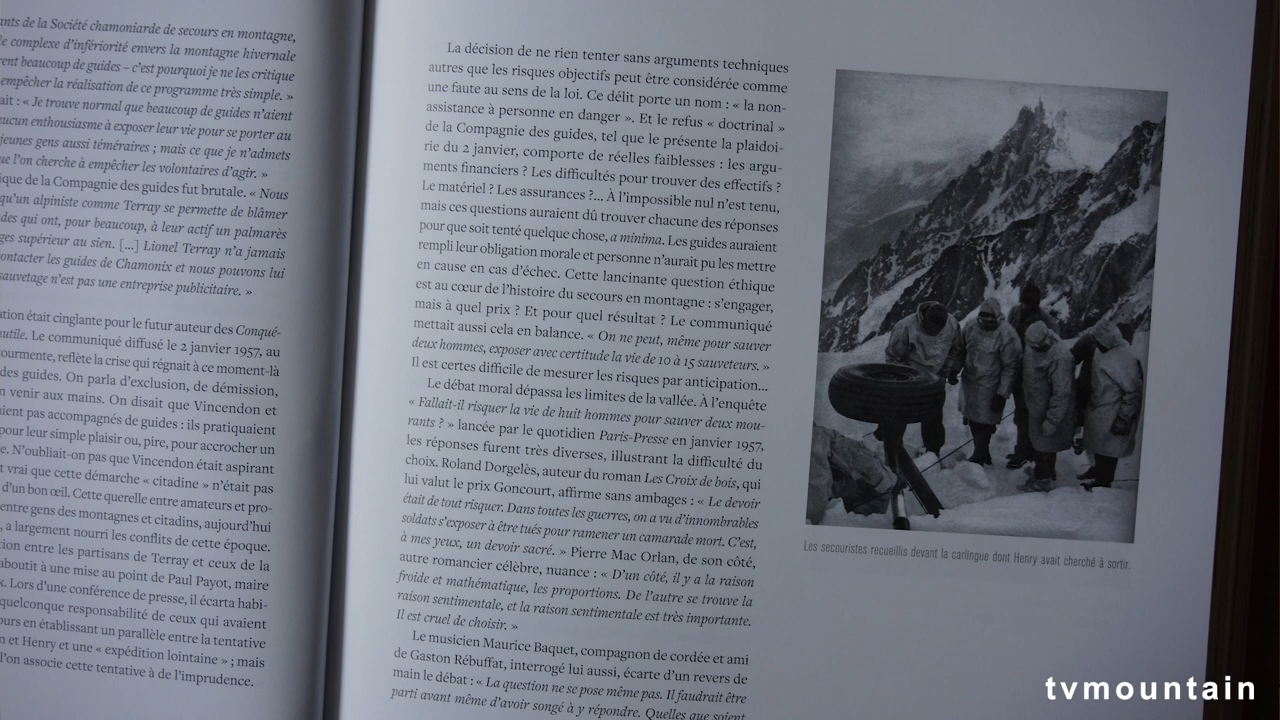 ants de la Société chamoniarde de secours en montagne,
le complexe d'infériorité envers la montagne hivernale
rent beaucoup de guides – c'est pourquoi je ne les critique
empêcher la réalisation de ce programme très simple. »
ait : « Je trouve normal que beaucoup de guides n'aient
aucun enthousiasme à exposer leur vie pour se porter au
jeunes gens aussi téméraires ; mais ce que je n'admets
ue l'on cherche à empêcher les volontaires d'agir. »
ique de la Compagnie des guides fut brutale. « Nous
qu'un alpiniste comme Terray se permette de blâmer
des qui ont, pour beaucoup, à leur actif un palmarès
ges supérieur au sien. [...] Lionel Terray n'a jamais
contacter les guides de Chamonix et nous pouvons lui
sauvetage n'est pas une entreprise publicitaire. »
ation était cinglante pour le futur auteur des Conqué-
nutile. Le communiqué diffusé le 2 janvier 1957, au
tourmente, reflète la crise qui régnait à ce moment-là
des guides. On parla d'exclusion, de démission,
n venir aux mains. On disait que Vincendon et
aient pas accompagnés de guides : ils pratiquaient
pour leur simple plaisir ou, pire, pour accrocher un
e. N'oubliait-on pas que Vincendon était aspirant
t vrai que cette démarche « citadine » n'était pas
d'un bon œil. Cette querelle entre amateurs et pro-
entre gens des montagnes et citadins, aujourd'hui
, a largement nourri les conflits de cette époque.
tion entre les partisans de Terray et ceux de la
aboutit à une mise au point de Paul Payot, maire
x. Lors d'une conférence de presse, il écarta habi-
quelconque responsabilité de ceux qui avaient
ours en établissant un parallèle entre la tentative
n et Henry et une « expédition lointaine » ; mais
l'on associe cette tentative à de l'imprudence.
La décision de ne rien tenter sans arguments techniques
autres que les risques objectifs peut être considérée comme
une faute au sens de la loi. Ce délit porte un nom : « la non-
assistance à personne en danger ». Et le refus « doctrinal »
de la Compagnie des guides, tel que le présente la plaidoi-
rie du 2 janvier, comporte de réelles faiblesses : les argu-
ments financiers ? Les difficultés pour trouver des effectifs ?
Le matériel ? Les assurances ?... À l'impossible nul n'est tenu,
mais ces questions auraient dû trouver chacune des réponses
pour que soit tenté quelque chose, a minima. Les guides auraient
rempli leur obligation morale et personne n'aurait pu les mettre
en cause en cas d'échec. Cette lancinante question éthique
est au cœur de l'histoire du secours en montagne : s'engager,
mais à quel prix ? Et pour quel résultat ? Le communiqué
mettait aussi cela en balance. « On ne peut, même pour sauver
deux hommes, exposer avec certitude la vie de 10 à 15 sauveteurs. »
Il est certes difficile de mesurer les risques par anticipation...
Le débat moral dépassa les limites de la vallée. À l'enquête
« Fallait-il risquer la vie de huit hommes pour sauver deux mou-
rants ? » lancée par le quotidien Paris-Presse en janvier 1957,
les réponses furent très diverses, illustrant la difficulté du
choix. Roland Dorgelès, auteur du roman Les Croix de bois, qui
lui valut le prix Goncourt, affirme sans ambages : « Le devoir
était de tout risquer. Dans toutes les guerres, on a vu d'innombrables
soldats s'exposer à être tués pour ramener un camarade mort. C'est,
à mes yeux, un devoir sacré. » Pierre Mac Orlan, de son côté,
autre romancier célèbre, nuance : « D'un côté, il y a la raison
froide et mathématique, les proportions. De l'autre se trouve la
raison sentimentale, et la raison sentimentale est très importante.
Il est cruel de choisir. »
Le musicien Maurice Baquet, compagnon de cordée et ami
de Gaston Rébuffat, interrogé lui aussi, écarte d'un revers de
main le débat : « La question ne se pose même pas. Il faudrait être
parti avant même d'avoir songé à y répondre. Quelles que soient
Les secouristes recueillis devant la carlingue dont Henry avait cherché à sortir.
tvmountain